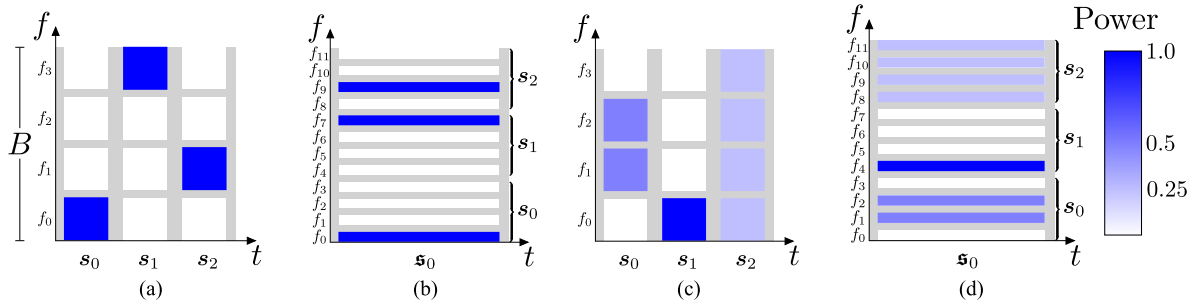 f
B
f₃
f₂
f₁
f₀
t
s₀ s₁ s₂
(a)
f
f₁₁
f₁₀
f₉
f₈
f₇
f₆
f₅
f₄
f₃
f₂
f₁
f₀
s₂
s₁
s₀
t
𝔰₀
(b)
f
f₃
f₂
f₁
f₀
t
s₀ s₁ s₂
(c)
f
f₁₁
f₁₀
f₉
f₈
f₇
f₆
f₅
f₄
f₃
f₂
f₁
f₀
s₂
s₁
s₀
t
𝔰₀
(d)
Power
1.0
0.5
0.25